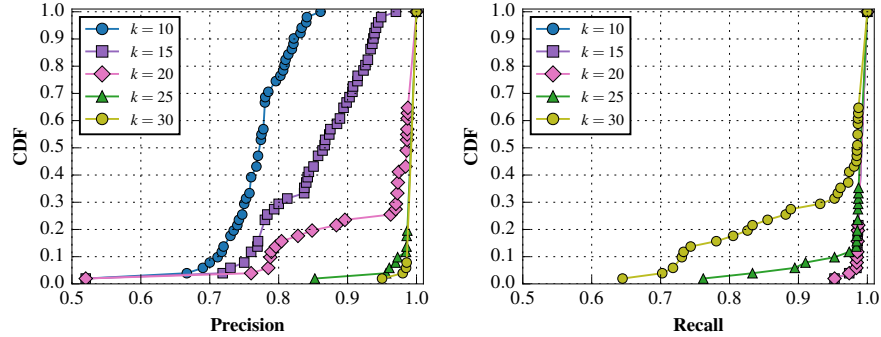 1.0
0.9
0.8
0.7
0.6
0.5
0.4
0.3
0.2
0.1
0.0
CDF
k = 10
k = 15
k = 20
k = 25
k = 30
0.5 0.6 0.7 0.8 0.9 1.0
Precision
1.0
0.9
0.8
0.7
0.6
0.5
0.4
0.3
0.2
0.1
0.0
CDF
k = 10
k = 15
k = 20
k = 25
k = 30
0.5 0.6 0.7 0.8 0.9 1.0
Recall